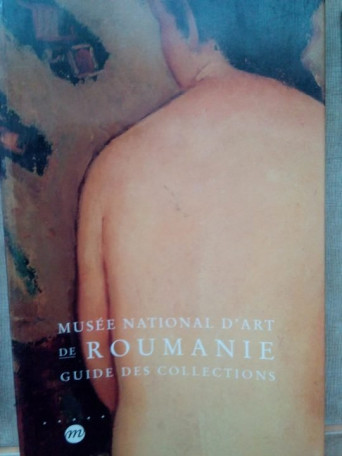 MUSÉE NATIONAL D'ART
DE ROUMANIE
GUIDE DES COLLECTIONS
m